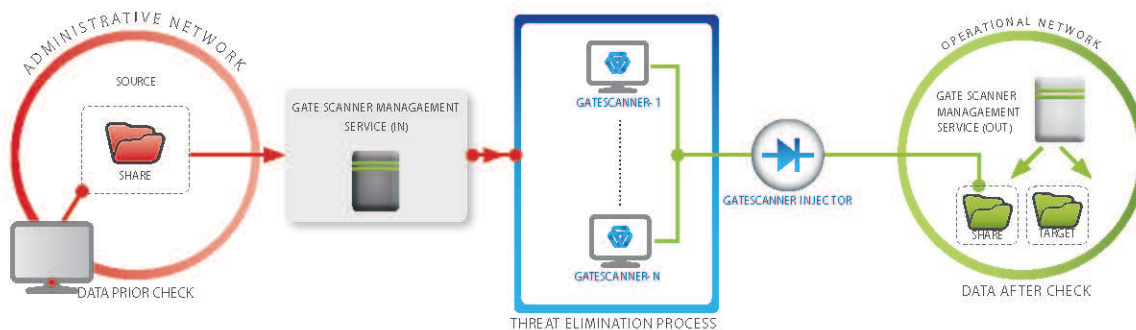 ADMINISTRATIVE NETWORK
SOURCE
SHARE
DATA PRIOR CHECK
GATE SCANNER MANAGAEMENT
SERVICE (IN)
GATESCANNER- 1
GATESCANNER- N
THREAT ELIMINATION PROCESS
GATESCANNER INJECTOR
OPERATIONAL NETWORK
GATE SCANNER
MANAGAEMENT
SERVICE (OUT)
SHARE
TARGET
DATA AFTER CHECK